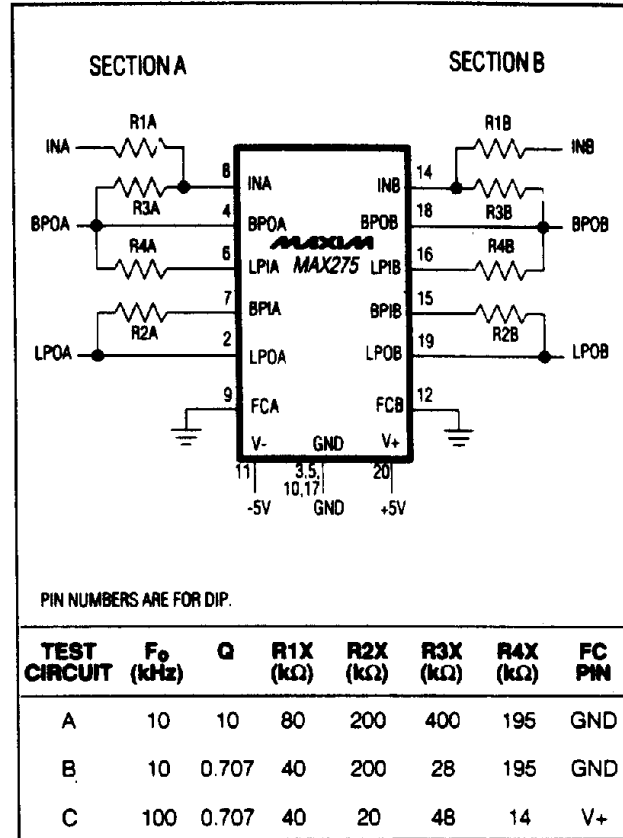 SECTION A SECTION B
R1A R1B
INA INB
8 INA INB 14
R3A R3B
BPOA 4 BPOA BPOB 18 BPOB
MAXIM
R4A 6 LPIA MAX275 LPIB 16 R4B
7 BPIA BPIB 15
R2A R2B
LPOA 2 LPOA LPOB 19 LPOB
9 FCA FCB 12
V- GND V+
11 3,5, 20
10,17
-5V GND +5V
PIN NUMBERS ARE FOR DIP.
TEST CIRCUIT Fo (kHz) Q R1X (kΩ) R2X (kΩ) R3X (kΩ) R4X (kΩ) FC PIN
A 10 10 80 200 400 195 GND
B 10 0.707 40 200 28 195 GND
C 100 0.707 40 20 48 14 V+